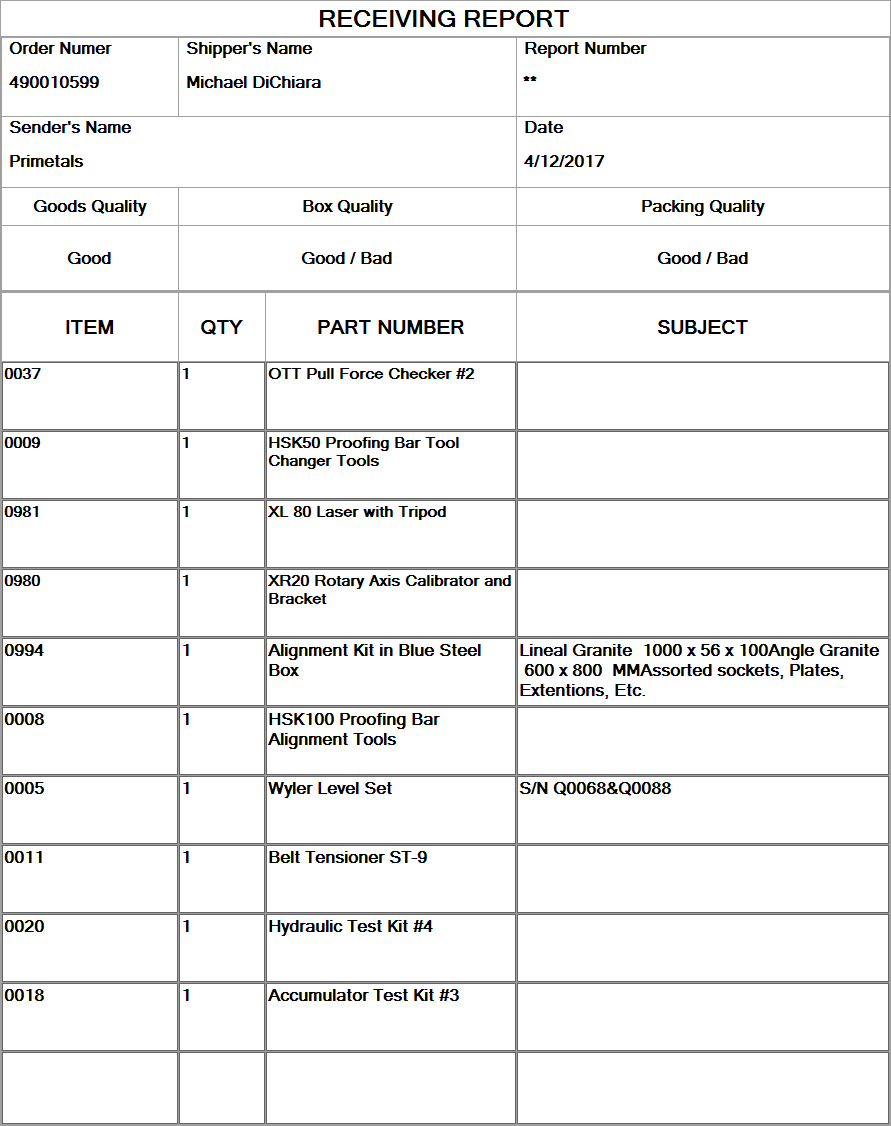 RECEIVING REPORT
Order Numer Shipper's Name Report Number
490010599 Michael DiChiara **
Sender's Name Date
Primetals 4/12/2017
Goods Quality Box Quality Packing Quality
Good Good / Bad Good / Bad
ITEM QTY PART NUMBER SUBJECT
0037 1 OTT Pull Force Checker #2
0009 1 HSK50 Proofing Bar Tool
Changer Tools
0981 1 XL 80 Laser with Tripod
0980 1 XR20 Rotary Axis Calibrator and
Bracket
0994 1 Alignment Kit in Blue Steel Lineal Granite 1000 x 56 x 100Angle Granite
Box 600 x 800 MMAssorted sockets, Plates,
Extentions, Etc.
0008 1 HSK100 Proofing Bar
Alignment Tools
0005 1 Wyler Level Set S/N Q0068&Q0088
0011 1 Belt Tensioner ST-9
0020 1 Hydraulic Test Kit #4
0018 1 Accumulator Test Kit #3